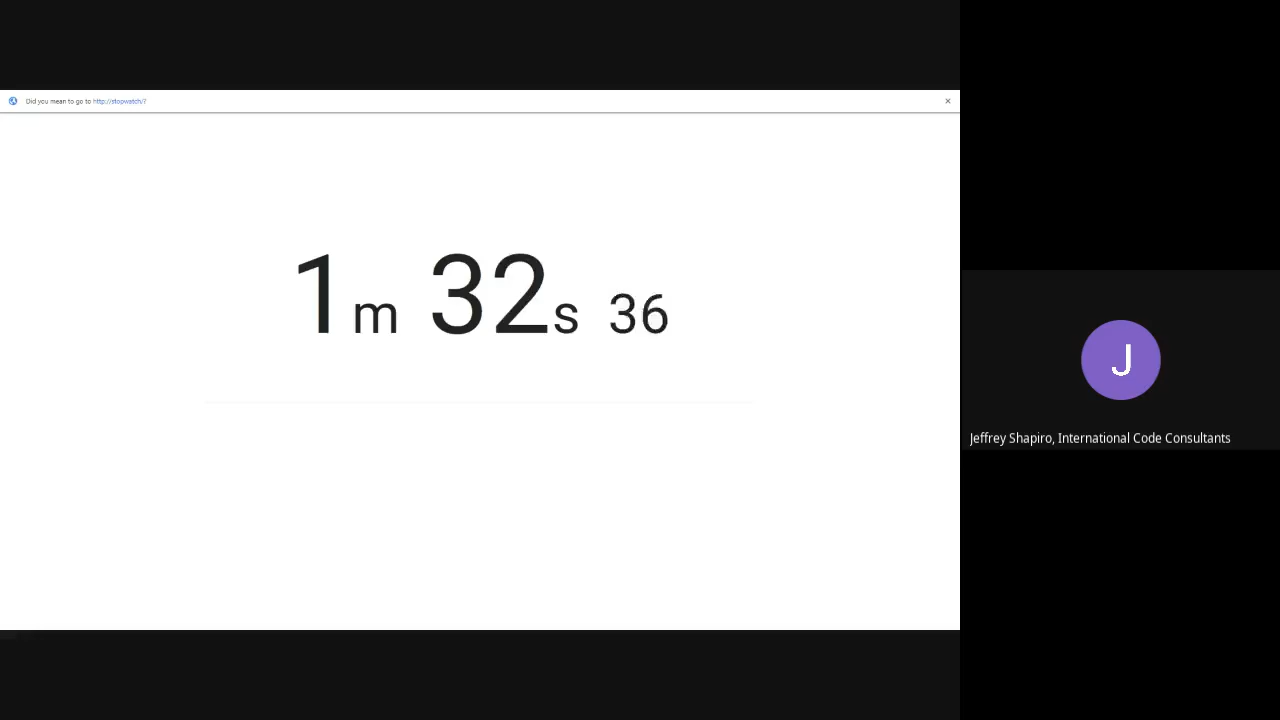 Did you mean to go to http://stopwatch/?
1m 32s 36
J
Jeffrey Shapiro, International Code Consultants